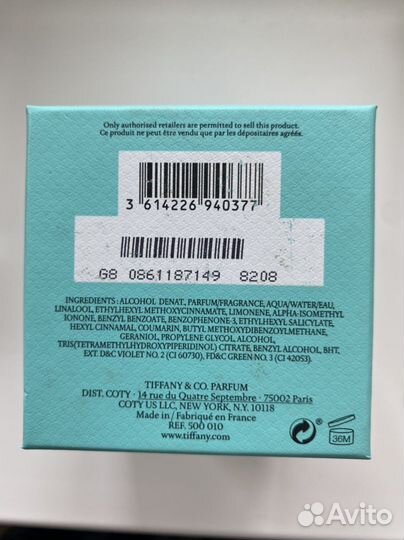 Only authorised retailers are permitted to sell this product.
Ce produit ne peut être vendu que par les dépositaires agréés.
3 614226 940377
G8 0861187149 8208
INGREDIENTS : ALCOHOL DENAT., PARFUM/FRAGRANCE, AQUA/WATER/EAU,
LINALOOL, ETHYLHEXYL METHOXYCINNAMATE, LIMONENE, ALPHA-ISOMETHYL
IONONE, BENZYL BENZOATE, BENZOPHENONE-3, ETHYLHEXYL SALICYLATE,
HEXYL CINNAMAL, COUMARIN, BUTYL METHOXYDIBENZOYLMETHANE,
GERANIOL, PROPYLENE GLYCOL, ALCOHOL,
TRIS(TETRAMETHYLHYDROXYPIPERIDINOL) CITRATE, BENZYL ALCOHOL, BHT,
EXT. D&C VIOLET NO. 2 (CI 60730), FD&C GREEN NO. 3 (CI 42053).
TIFFANY & CO. PARFUM
DIST. COTY - 14 rue du Quatre Septembre - 75002 Paris
COTY US LLC, NEW YORK, N.Y. 10118
Made in / Fabriqué en France
REF. 500 010
www.tiffany.com
36M
Avito